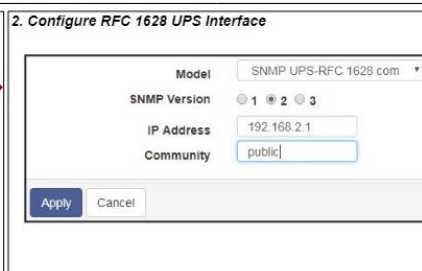 2. Configure RFC 1628 UPS Interface
Model SNMP UPS-RFC 1628 com
SNMP Version 1 2 3
IP Address 192.168.2.1
Community public
Apply Cancel